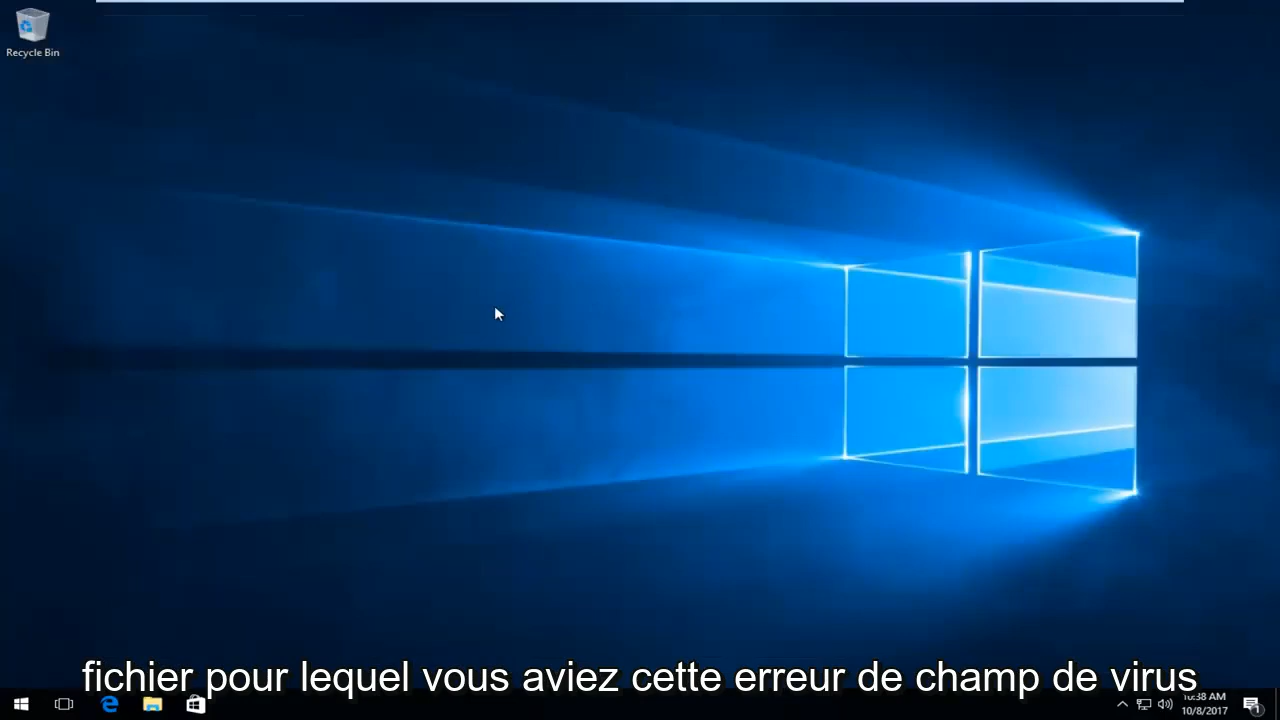 Recycle Bin
fichier pour lequel vous aviez cette erreur de champ de virus
10:38 AM
10/8/2017
1